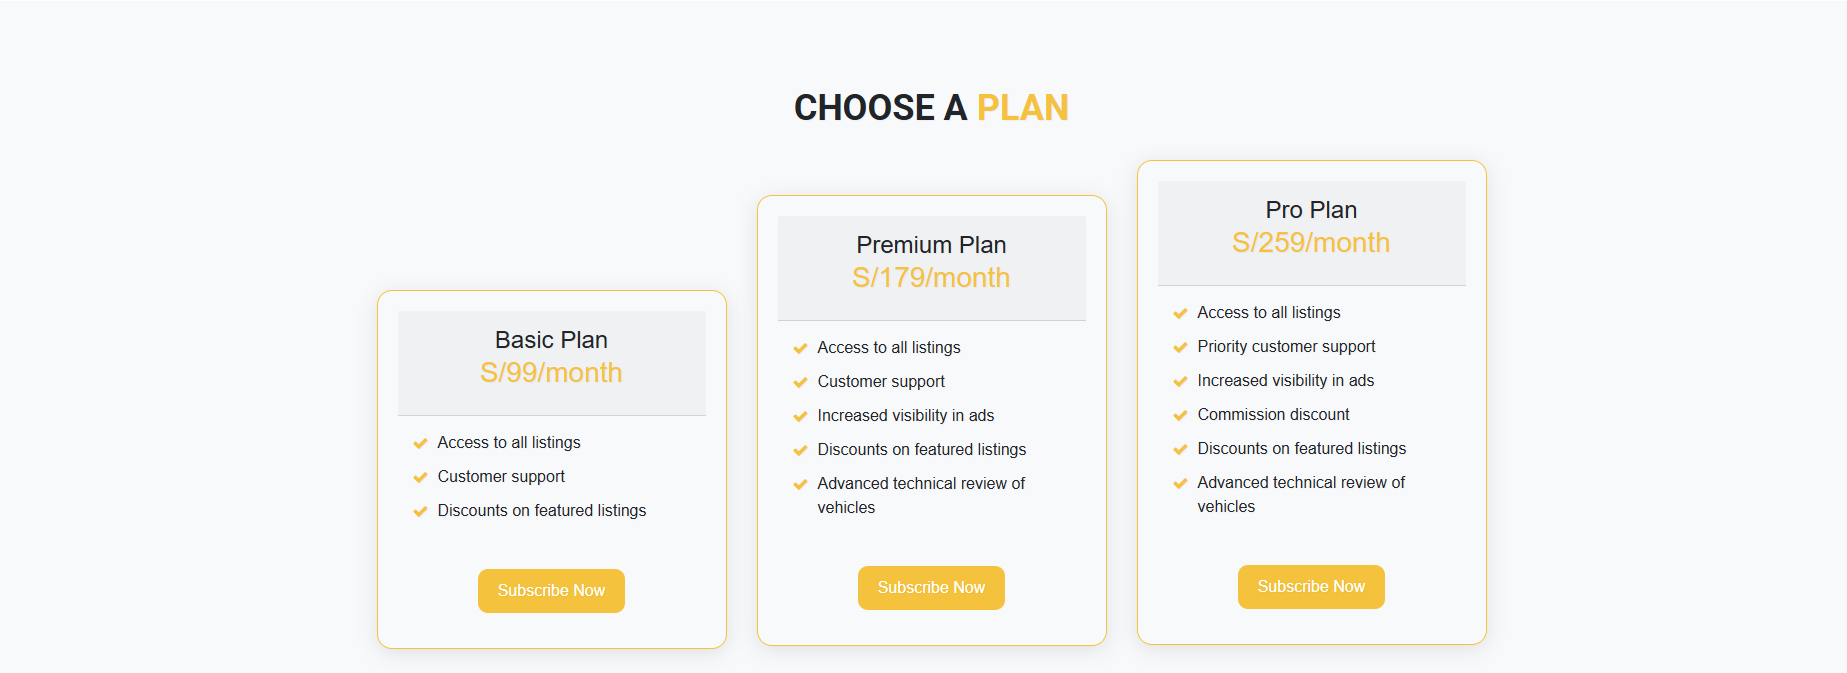 CHOOSE A PLAN
Basic Plan
S/99/month
Access to all listings
Customer support
Discounts on featured listings
Subscribe Now
Premium Plan
S/179/month
Access to all listings
Customer support
Increased visibility in ads
Discounts on featured listings
Advanced technical review of
vehicles
Subscribe Now
Pro Plan
S/259/month
Access to all listings
Priority customer support
Increased visibility in ads
Commission discount
Discounts on featured listings
Advanced technical review of
vehicles
Subscribe Now